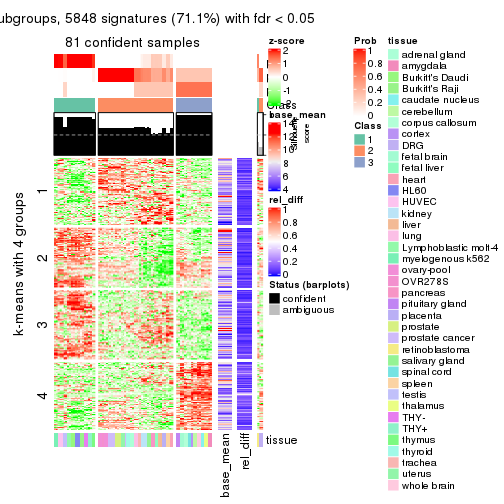 ubgroups, 5848 signatures (71.1%) with fdr < 0.05
81 confident samples
k-means with 4 groups
1
2
3
4
base_mean
rel_diff
tissue
z-score
2
1
0
-1
-2
Class
base_mean
14
8
6
4
score
rel_diff
1
0.8
0.6
0.4
0.2
0
Status (barplots)
confident
ambiguous
Prob
1
0.8
0.6
0.4
0.2
0
Class
1
2
3
tissue
adrenal gland
amygdala
Burkitt's Daudi
Burkitt's Raji
caudate nucleus
cerebellum
corpus callosum
cortex
DRG
fetal brain
fetal liver
heart
HL60
HUVEC
kidney
liver
lung
Lymphoblastic molt-4
myelogenous k562
ovary-pool
OVR278S
pancreas
pituitary gland
placenta
prostate
prostate cancer
retinoblastoma
salivary gland
spinal cord
spleen
testis
thalamus
THY-
THY+
thymus
thyroid
trachea
uterus
whole brain